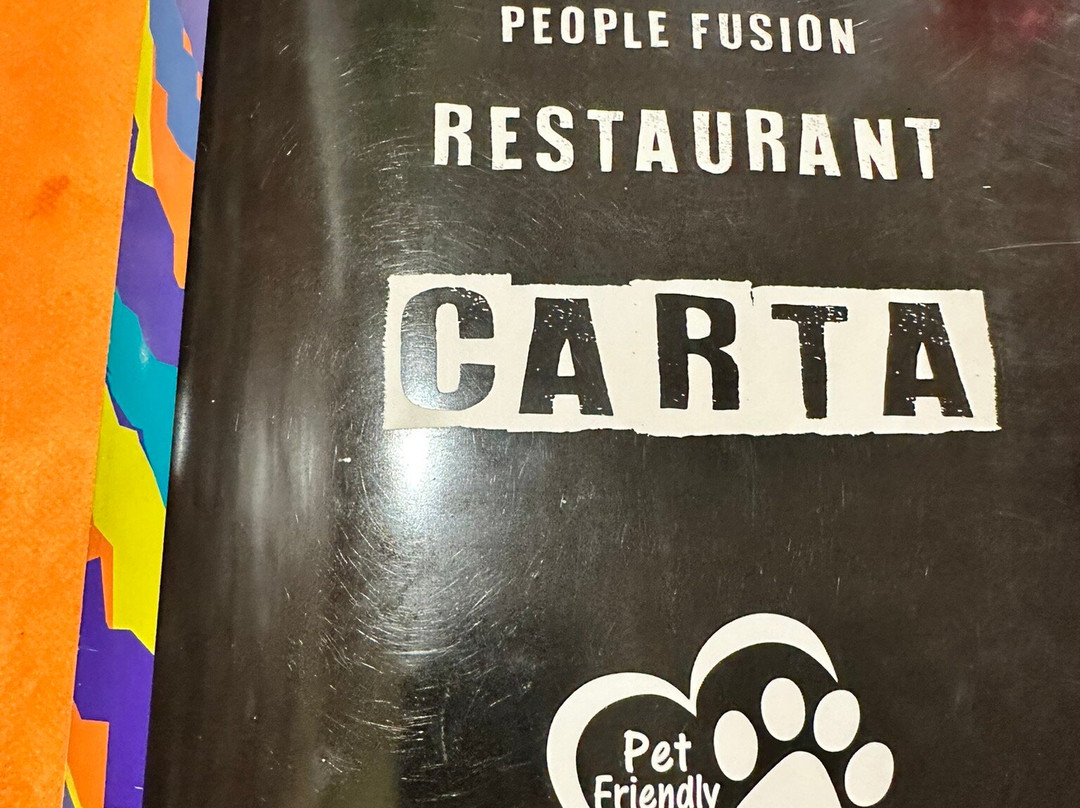 PEOPLE FUSION
RESTAURANT
CARTA
Pet
Friendly